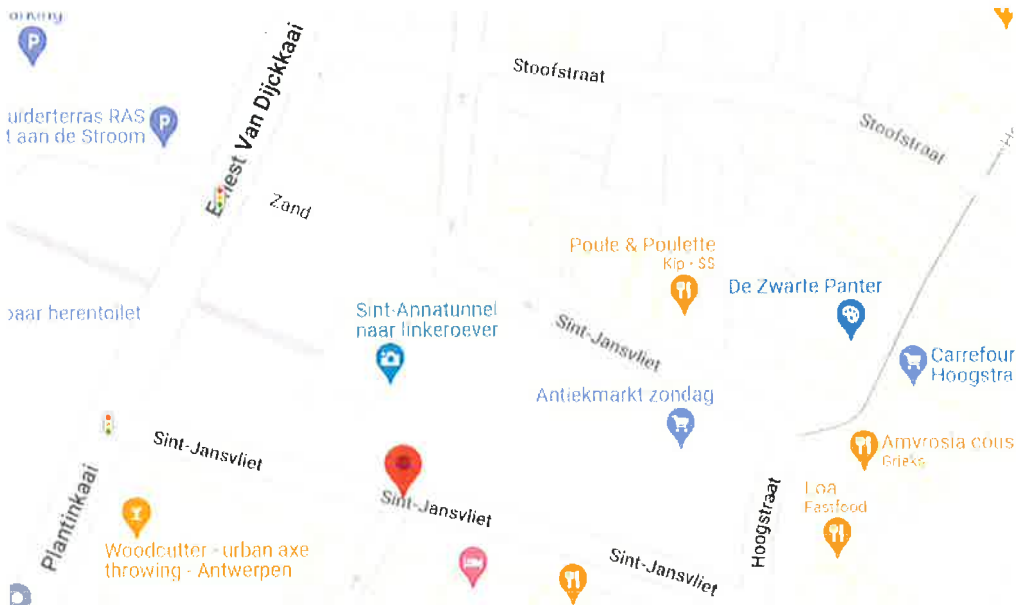 Stoofstraat
Ernest Van Dijckkaai
uiderterras RAS
t aan de Stroom
Stoofstraat
Zand
Poule & Poulette
Kip · $$
De Zwarte Panter
baar herentoilet
Sint-Annatunnel
naar linkeroever
Sint-Jansvliet
Carrefour
Hoogstra
Antiekmarkt zondag
Sint-Jansvliet
Amvrosia cous
Grieks
Plantinkaai
Sint-Jansvliet
Hoogstraat
Loa
Fastfood
Woodcutter - urban axe
throwing - Antwerpen
Sint-Jansvliet